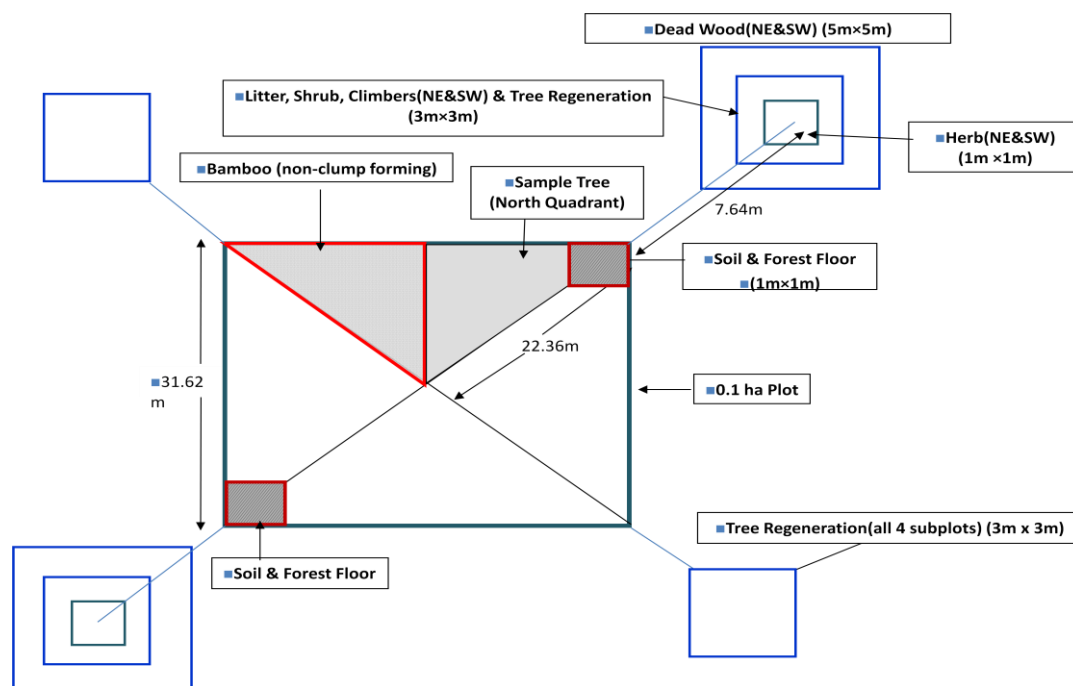 ▪Dead Wood(NE&SW) (5m×5m)
▪Litter, Shrub, Climbers(NE&SW) & Tree Regeneration
(3m×3m)
▪Herb(NE&SW)
(1m ×1m)
▪Bamboo (non-clump forming)
▪Sample Tree
(North Quadrant)
7.64m
▪Soil & Forest Floor
▪(1m×1m)
22.36m
▪31.62
m
▪0.1 ha Plot
▪Tree Regeneration(all 4 subplots) (3m x 3m)
▪Soil & Forest Floor